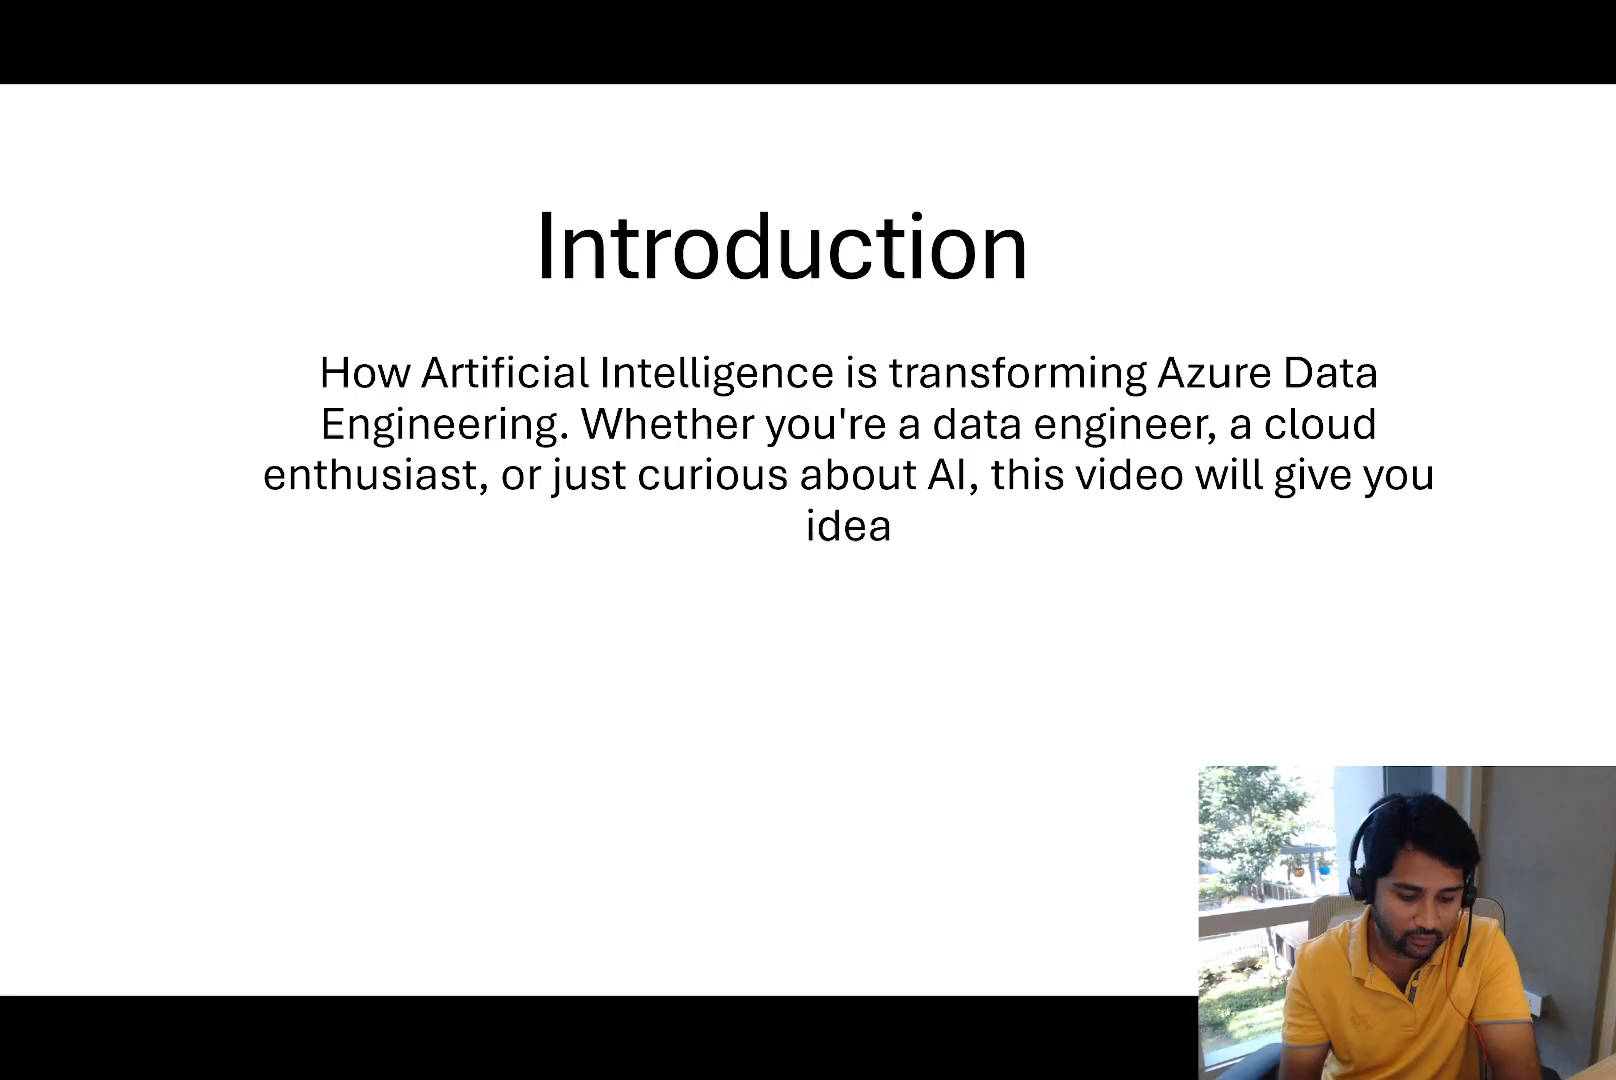 Introduction
How Artificial Intelligence is transforming Azure Data
Engineering. Whether you're a data engineer, a cloud
enthusiast, or just curious about AI, this video will give you
idea